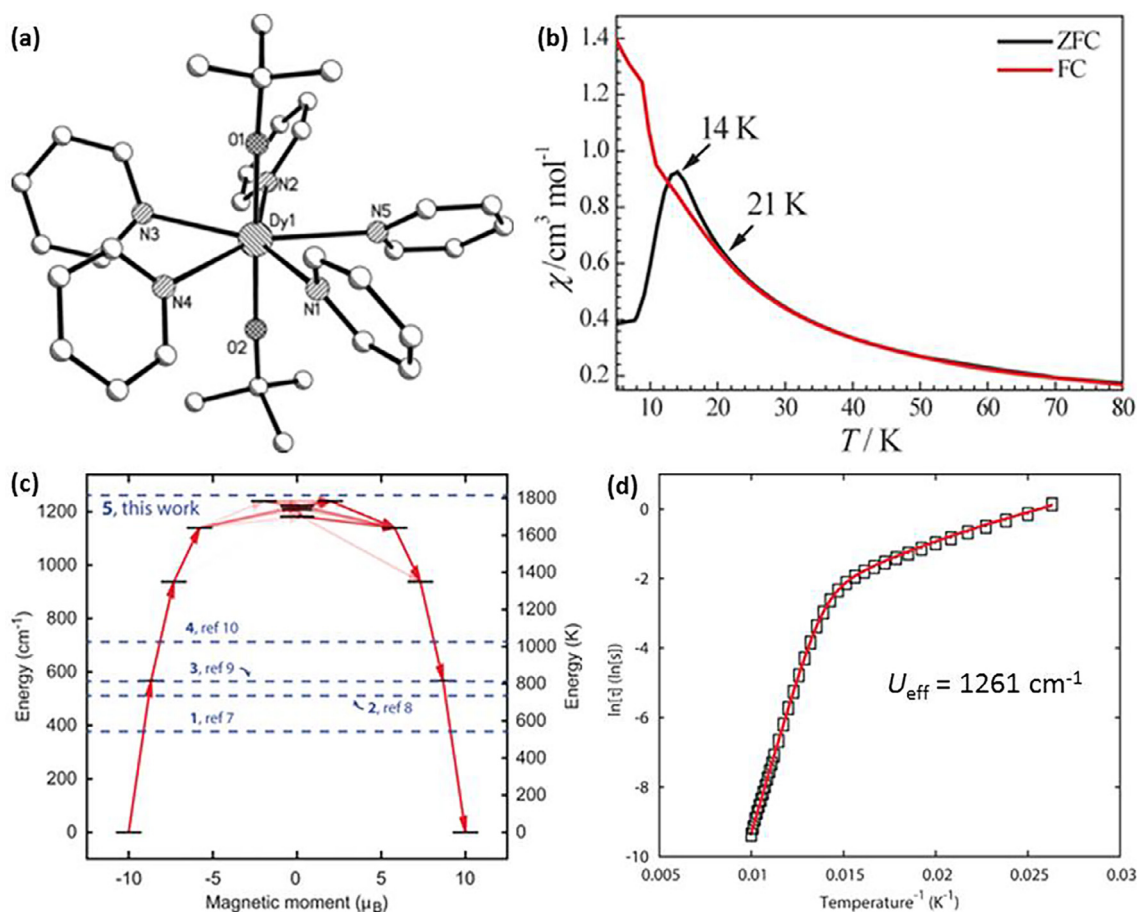 (a)
O1
N2
Dy1
N5
N3
N4
N1
O2
(b)
ZFC
FC
14 K
21 K
χ/cm³ mol⁻¹
1.4
1.2
1.0
0.8
0.6
0.4
0.2
10 20 30 40 50 60 70 80
T / K
(c)
5, this work
4, ref 10
3, ref 9
2, ref 8
1, ref 7
Energy (cm⁻¹)
1200
1000
800
600
400
200
0
Energy (K)
1800
1600
1400
1200
1000
800
600
400
200
0
-10 -5 0 5 10
Magnetic moment (μB)
(d)
ln[τ] (ln[s])
0
-2
-4
-6
-8
-10
Ueff = 1261 cm⁻¹
0.005 0.01 0.015 0.02 0.025 0.03
Temperature⁻¹ (K⁻¹)